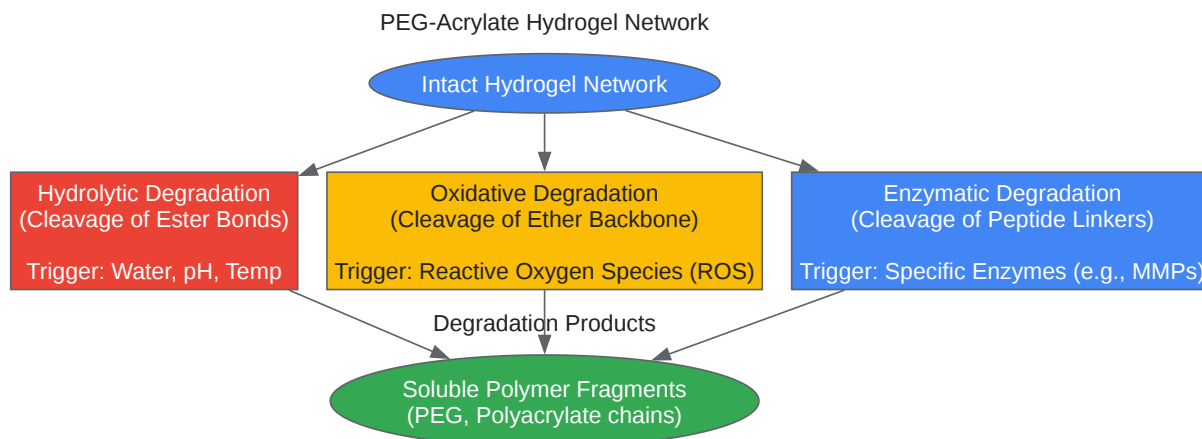 PEG-Acrylate Hydrogel Network
Intact Hydrogel Network
Hydrolytic Degradation
(Cleavage of Ester Bonds)
Trigger: Water, pH, Temp
Oxidative Degradation
(Cleavage of Ether Backbone)
Trigger: Reactive Oxygen Species (ROS)
Enzymatic Degradation
(Cleavage of Peptide Linkers)
Trigger: Specific Enzymes (e.g., MMPs)
Degradation Products
Soluble Polymer Fragments
(PEG, Polyacrylate chains)